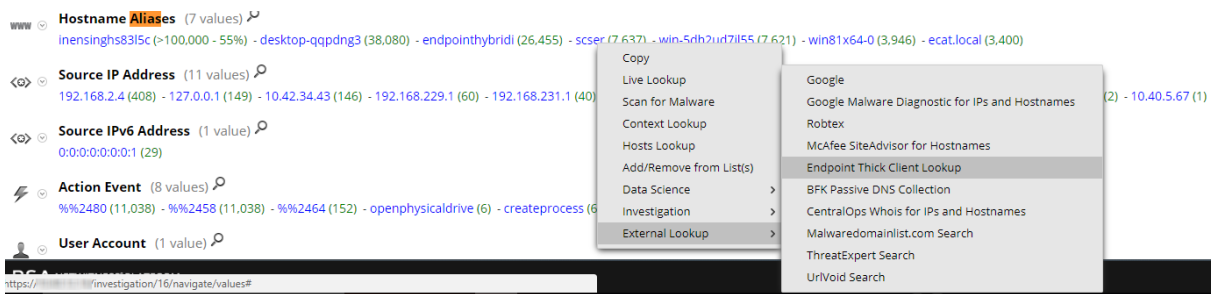 www Hostname Aliases (7 values)
inensinghs83l5c (>100,000 - 55%) - desktop-qqpdng3 (38,080) - endpointhybridi (26,455) - scser (7,637) - win-5dh2ud7il55 (7,621) - win81x64-0 (3,946) - ecat.local (3,400)
Source IP Address (11 values)
192.168.2.4 (408) - 127.0.0.1 (149) - 10.42.34.43 (146) - 192.168.229.1 (60) - 192.168.231.1 (40) (2) - 10.40.5.67 (1)
Source IPv6 Address (1 value)
0:0:0:0:0:0:0:1 (29)
Action Event (8 values)
%%2480 (11,038) - %%2458 (11,038) - %%2464 (152) - openphysicaldrive (6) - createprocess (6
User Account (1 value)
https:// /investigation/16/navigate/values#
Copy
Live Lookup
Scan for Malware
Context Lookup
Hosts Lookup
Add/Remove from List(s)
Data Science >
Investigation >
External Lookup >
Google
Google Malware Diagnostic for IPs and Hostnames
Robtex
McAfee SiteAdvisor for Hostnames
Endpoint Thick Client Lookup
BFK Passive DNS Collection
CentralOps Whois for IPs and Hostnames
Malwaredomainlist.com Search
ThreatExpert Search
UrlVoid Search